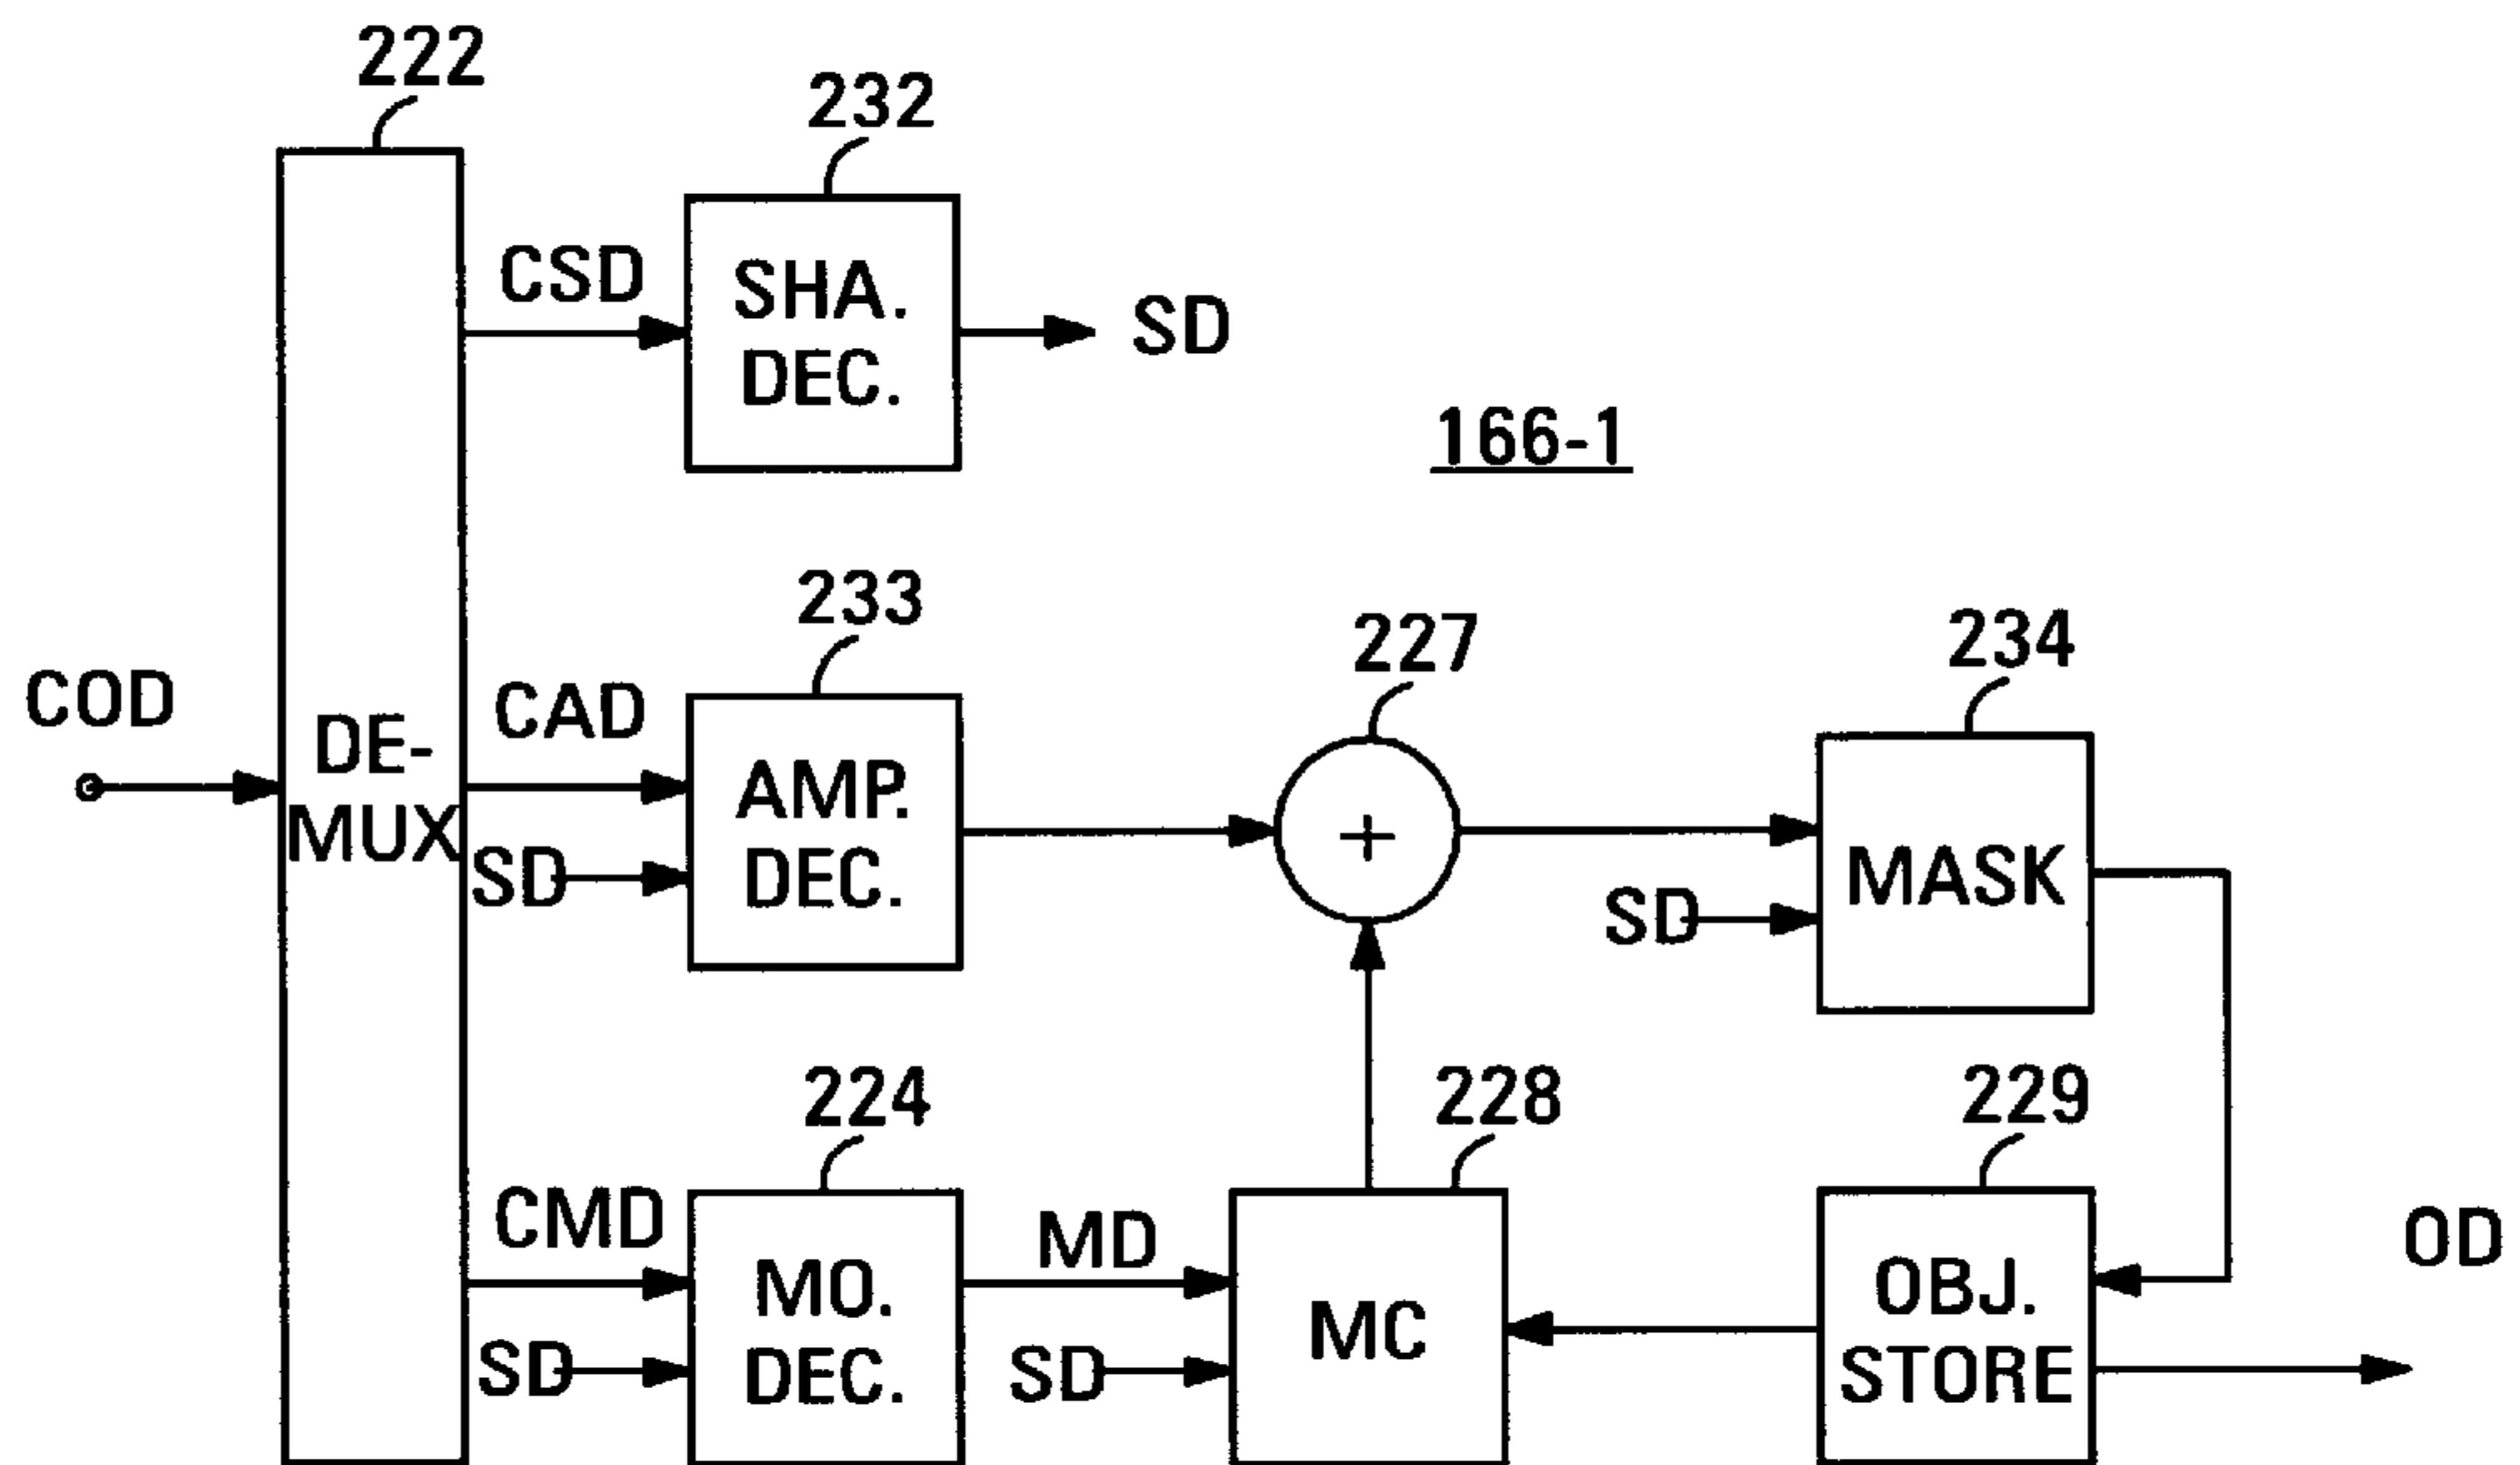 222
232
CSD
SHA.
DEC.
SD
166-1
233
227
234
COD
CAD
DE-
MUX
AMP.
DEC.
+
MASK
SD
SD
224
228
229
CMD
MD
OD
MO.
DEC.
MC
OBJ.
STORE
SD
SD